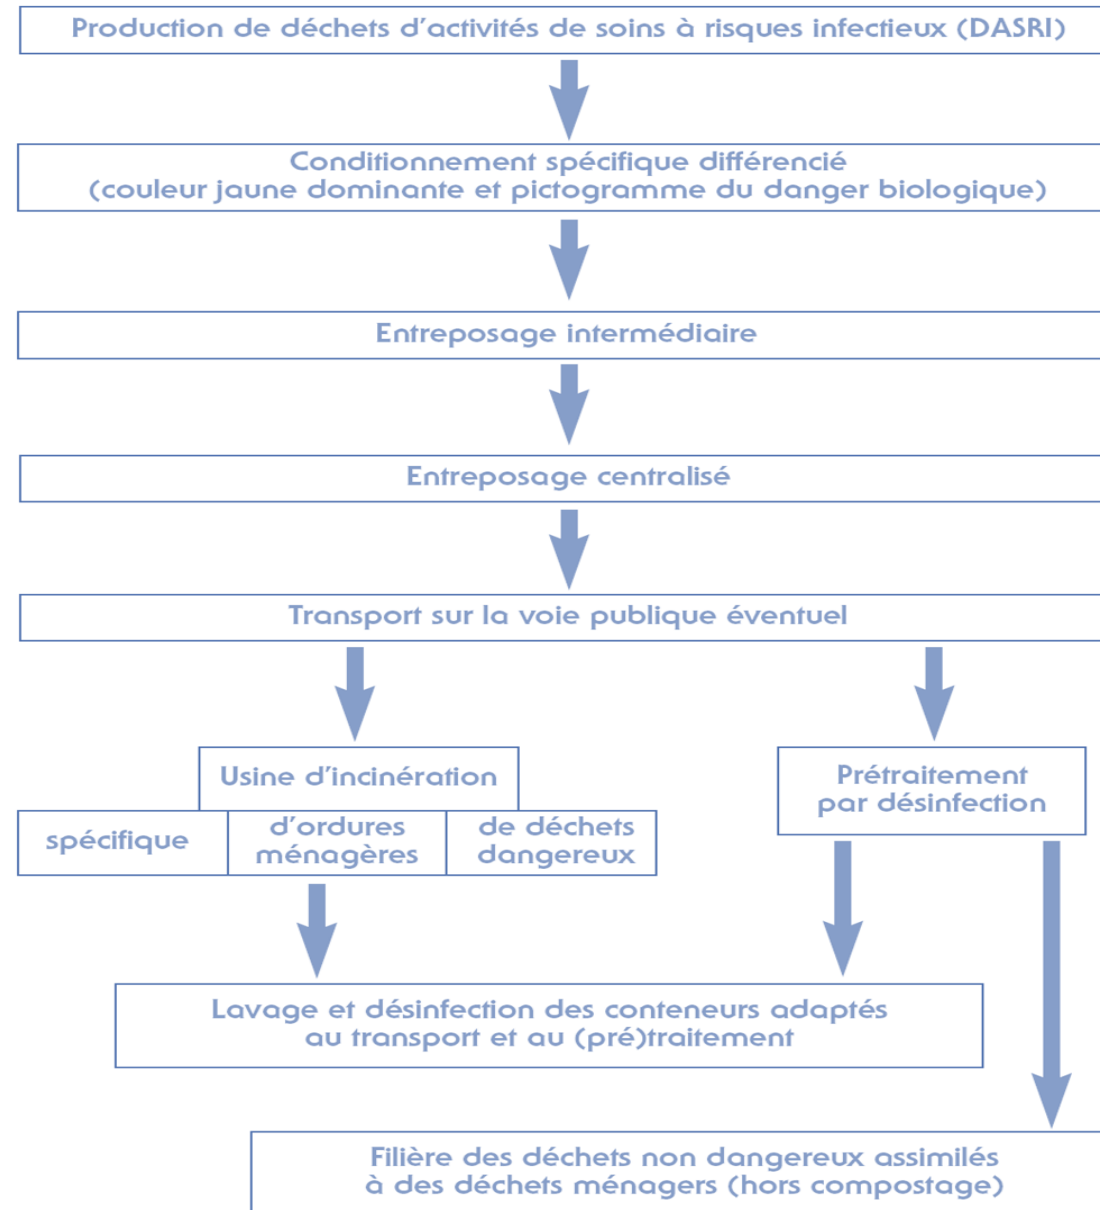 Production de déchets d’activités de soins à risques infectieux (DASRI)
Conditionnement spécifique différencié
(couleur jaune dominante et pictogramme du danger biologique)
Entreposage intermédiaire
Entreposage centralisé
Transport sur la voie publique éventuel
Usine d’incinération
spécifique
d’ordures
ménagères
de déchets
dangereux
Prétraitement
par désinfection
Lavage et désinfection des conteneurs adaptés
au transport et au (pré)traitement
Filière des déchets non dangereux assimilés
à des déchets ménagers (hors compostage)